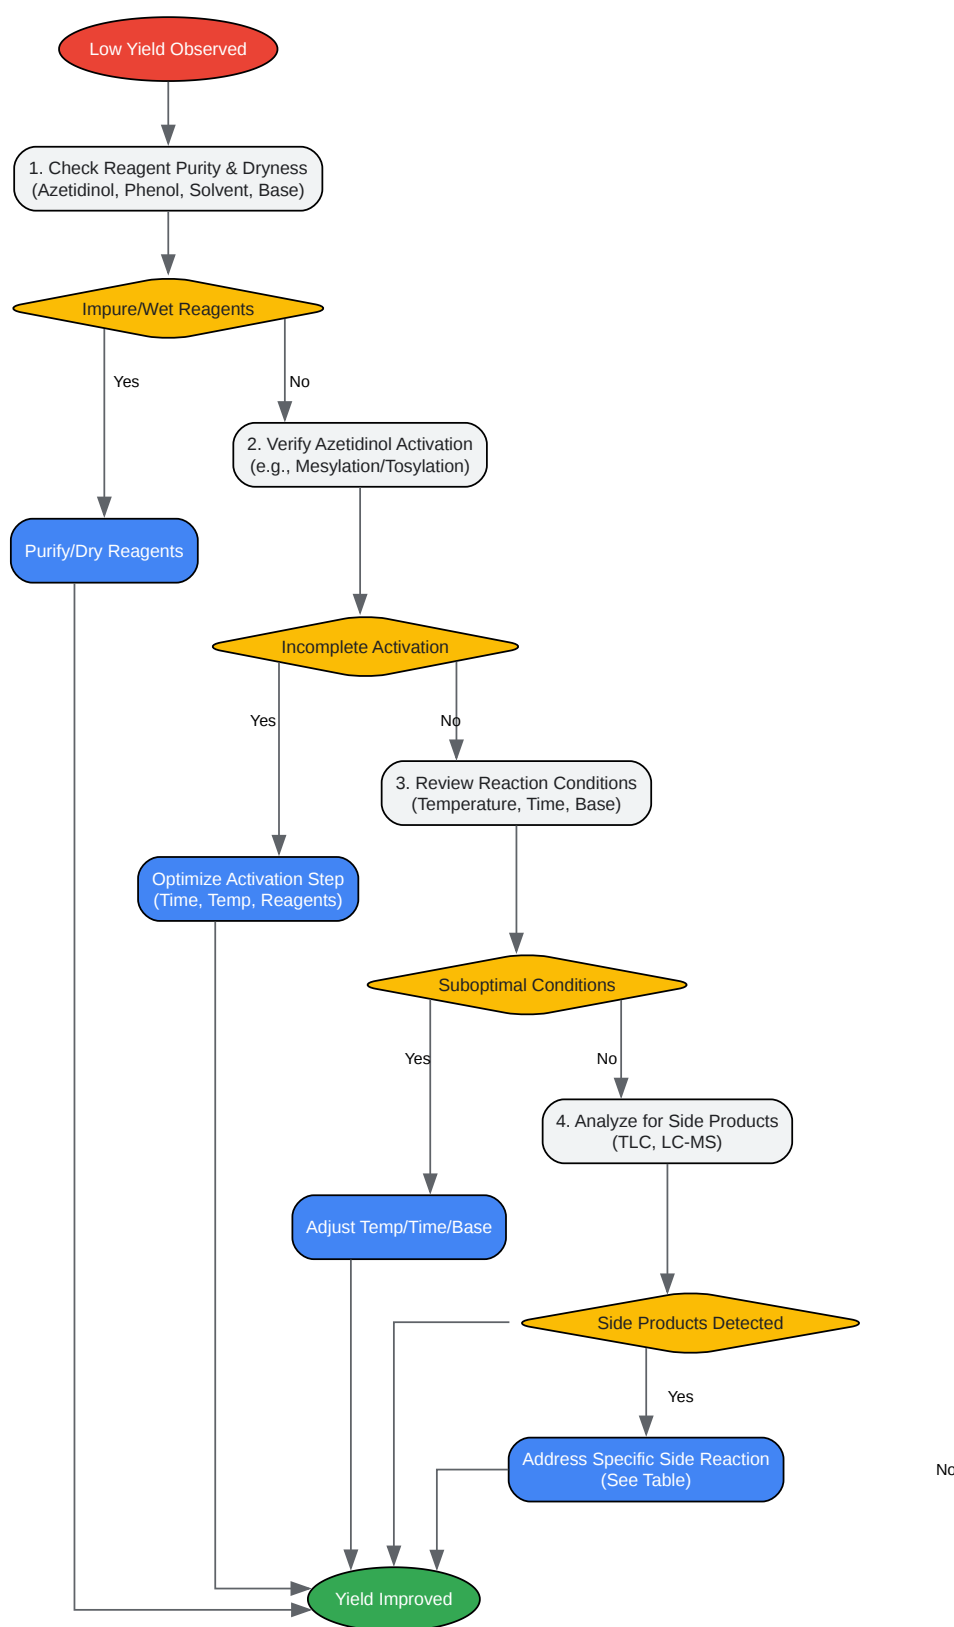 Low Yield Observed
1. Check Reagent Purity & Dryness
(Azetidinol, Phenol, Solvent, Base)
Impure/Wet Reagents
Yes
No
2. Verify Azetidinol Activation
(e.g., Mesylation/Tosylation)
Purify/Dry Reagents
Incomplete Activation
Yes
No
3. Review Reaction Conditions
(Temperature, Time, Base)
Optimize Activation Step
(Time, Temp, Reagents)
Suboptimal Conditions
Yes
No
4. Analyze for Side Products
(TLC, LC-MS)
Adjust Temp/Time/Base
Side Products Detected
Yes
Address Specific Side Reaction
(See Table)
No
Yield Improved